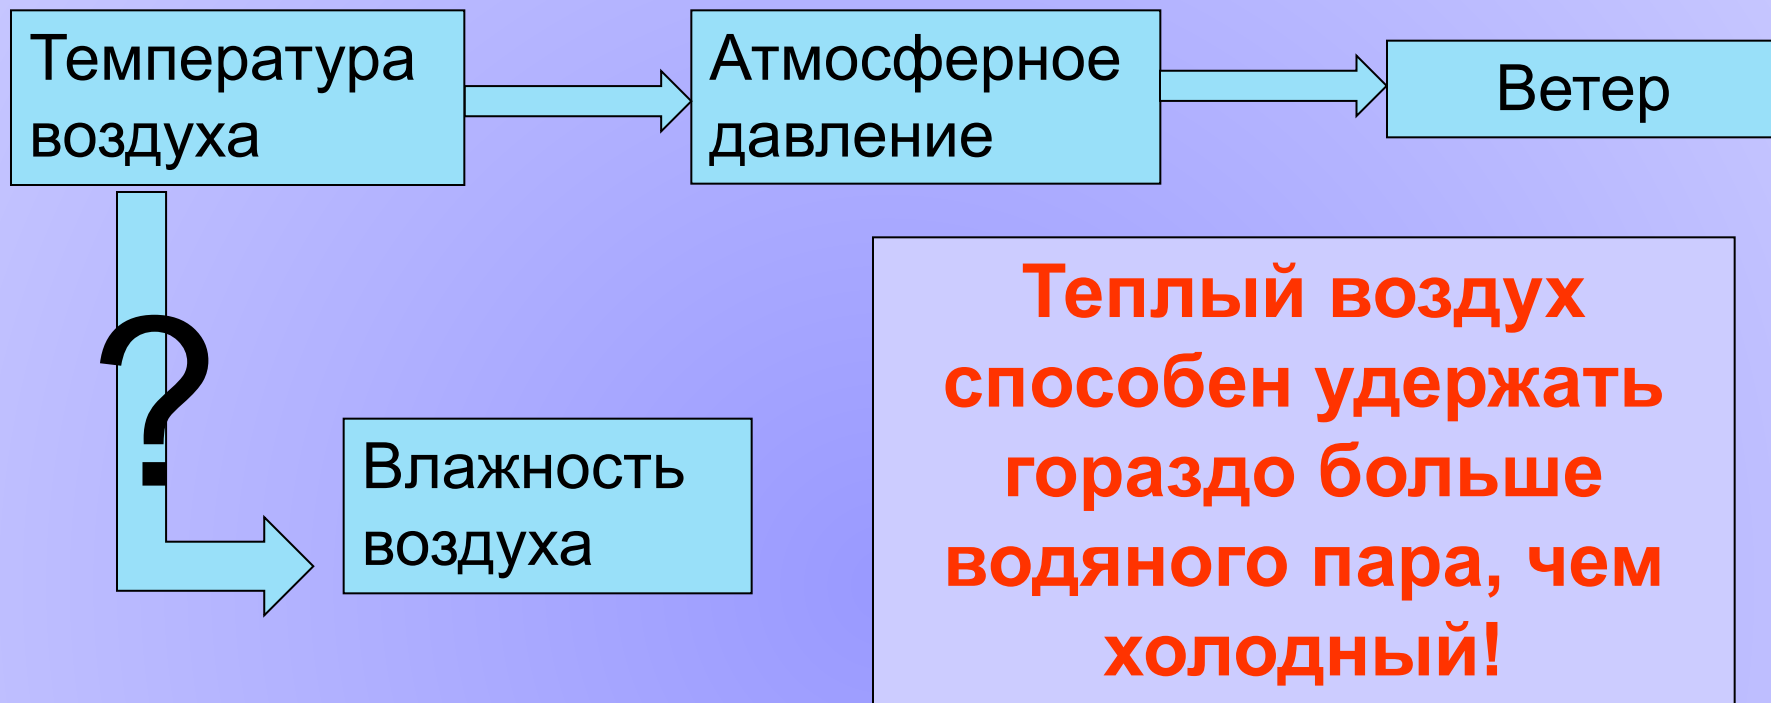 Температура
воздуха
Атмосферное
давление
Ветер
?
Влажность
воздуха
Теплый воздух
способен удержать
гораздо больше
водяного пара, чем
холодный!